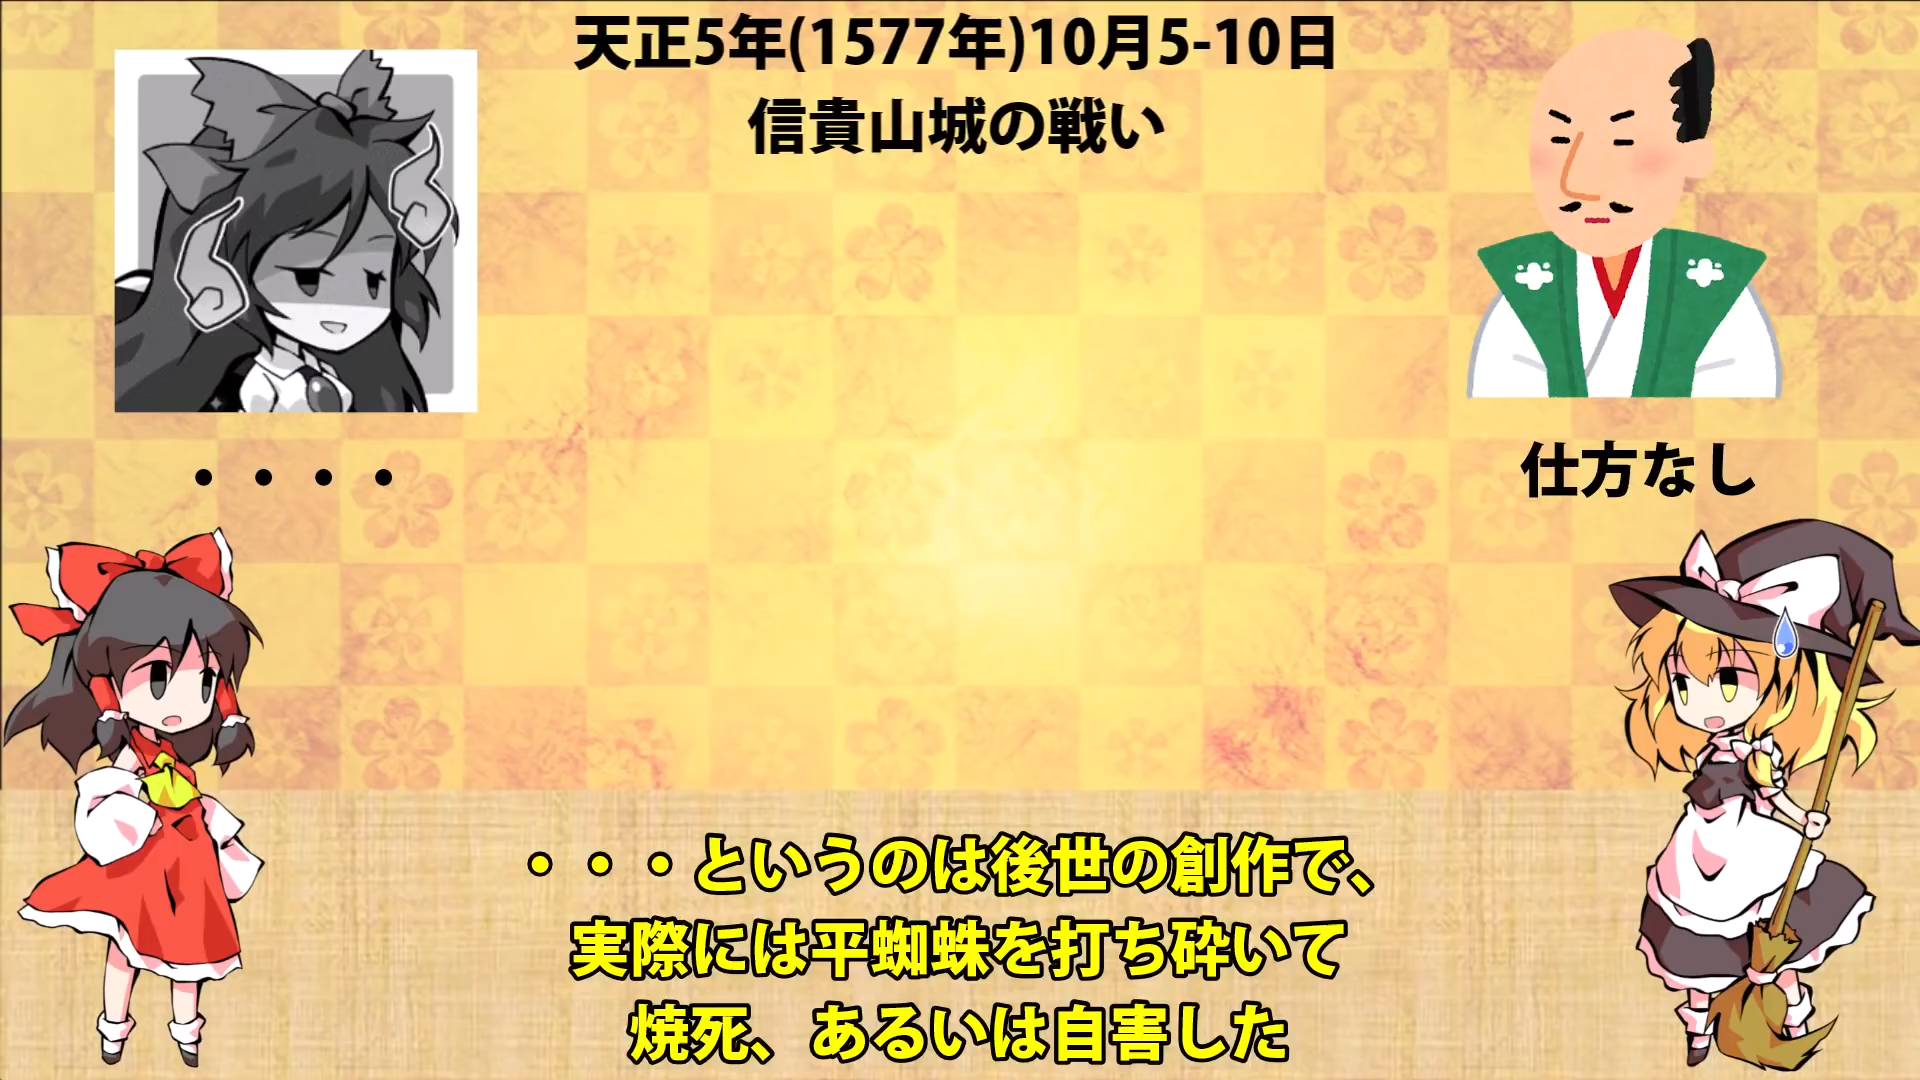 天正5年(1577年)10月5-10日
信貴山城の戦い
・・・・
仕方なし
・・・というのは後世の創作で、
実際には平蜘蛛を打ち砕いて
焼死、あるいは自害した